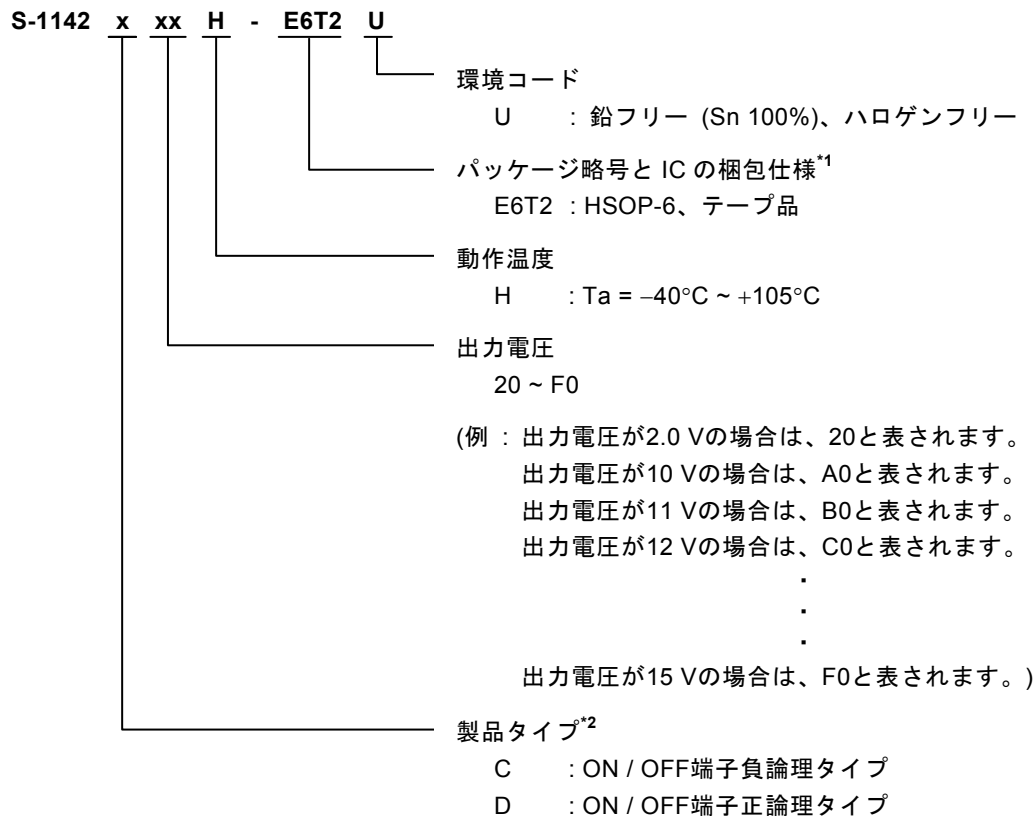 S-1142 x xx H - E6T2 U
環境コード
U : 鉛フリー (Sn 100%)、ハロゲンフリー
パッケージ略号と IC の梱包仕様*1
E6T2 : HSOP-6、テープ品
動作温度
H : Ta = −40°C ~ +105°C
出力電圧
20 ~ F0
(例 : 出力電圧が2.0 Vの場合は、20と表されます。
出力電圧が10 Vの場合は、A0と表されます。
出力電圧が11 Vの場合は、B0と表されます。
出力電圧が12 Vの場合は、C0と表されます。
・
・
・
出力電圧が15 Vの場合は、F0と表されます。)
製品タイプ*2
C : ON / OFF端子負論理タイプ
D : ON / OFF端子正論理タイプ